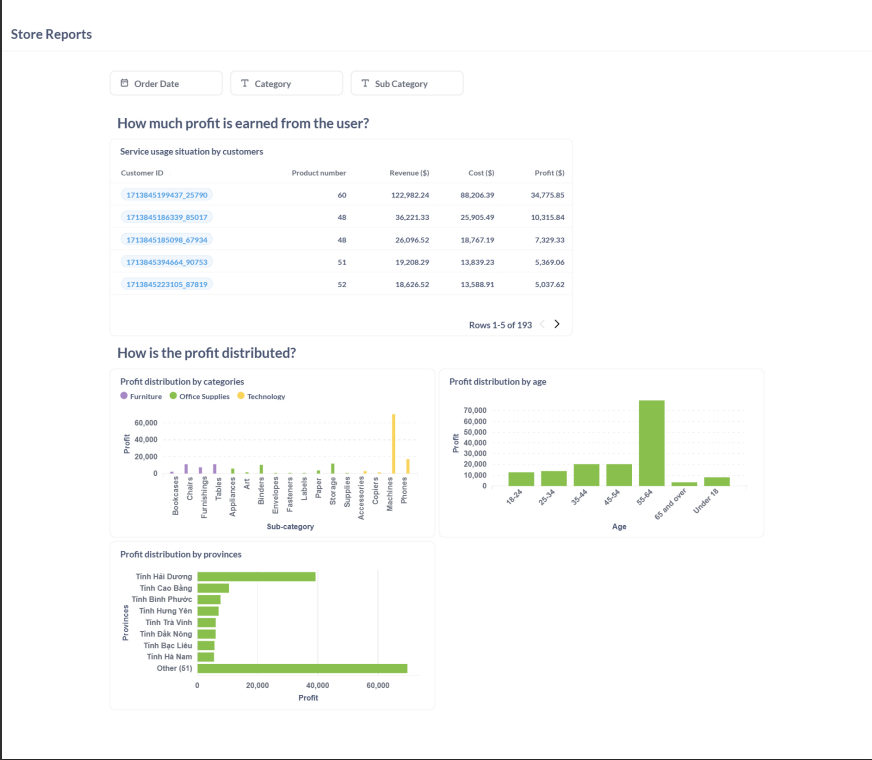 Store Reports
Order Date
Category
Sub Category
How much profit is earned from the user?
Service usage situation by customers
Customer ID Product number Revenue ($) Cost ($) Profit ($)
1713845199437_25790 60 122,982.24 88,206.39 34,775.85
1713845186339_85017 48 36,221.33 25,905.49 10,315.84
1713845185098_67934 48 26,096.52 18,767.19 7,329.33
1713845394664_90753 51 19,208.29 13,839.23 5,369.06
1713845223105_87819 52 18,626.52 13,588.91 5,037.62
Rows 1-5 of 193
How is the profit distributed?
Profit distribution by categories
Furniture Office Supplies Technology
Profit
60,000
40,000
20,000
0
Bookcases
Chairs
Furnishings
Tables
Appliances
Art
Binders
Envelopes
Fasteners
Labels
Paper
Storage
Supplies
Accessories
Copiers
Machines
Phones
Sub-category
Profit distribution by age
Profit
70,000
60,000
50,000
40,000
30,000
20,000
10,000
0
18-24
25-34
35-44
45-54
55-64
65 and over
Under 18
Age
Profit distribution by provinces
Provinces
Tỉnh Hải Dương
Tỉnh Cao Bằng
Tỉnh Bình Phước
Tỉnh Hưng Yên
Tỉnh Trà Vinh
Tỉnh Đắk Nông
Tỉnh Bạc Liêu
Tỉnh Hà Nam
Other (51)
0 20,000 40,000 60,000
Profit